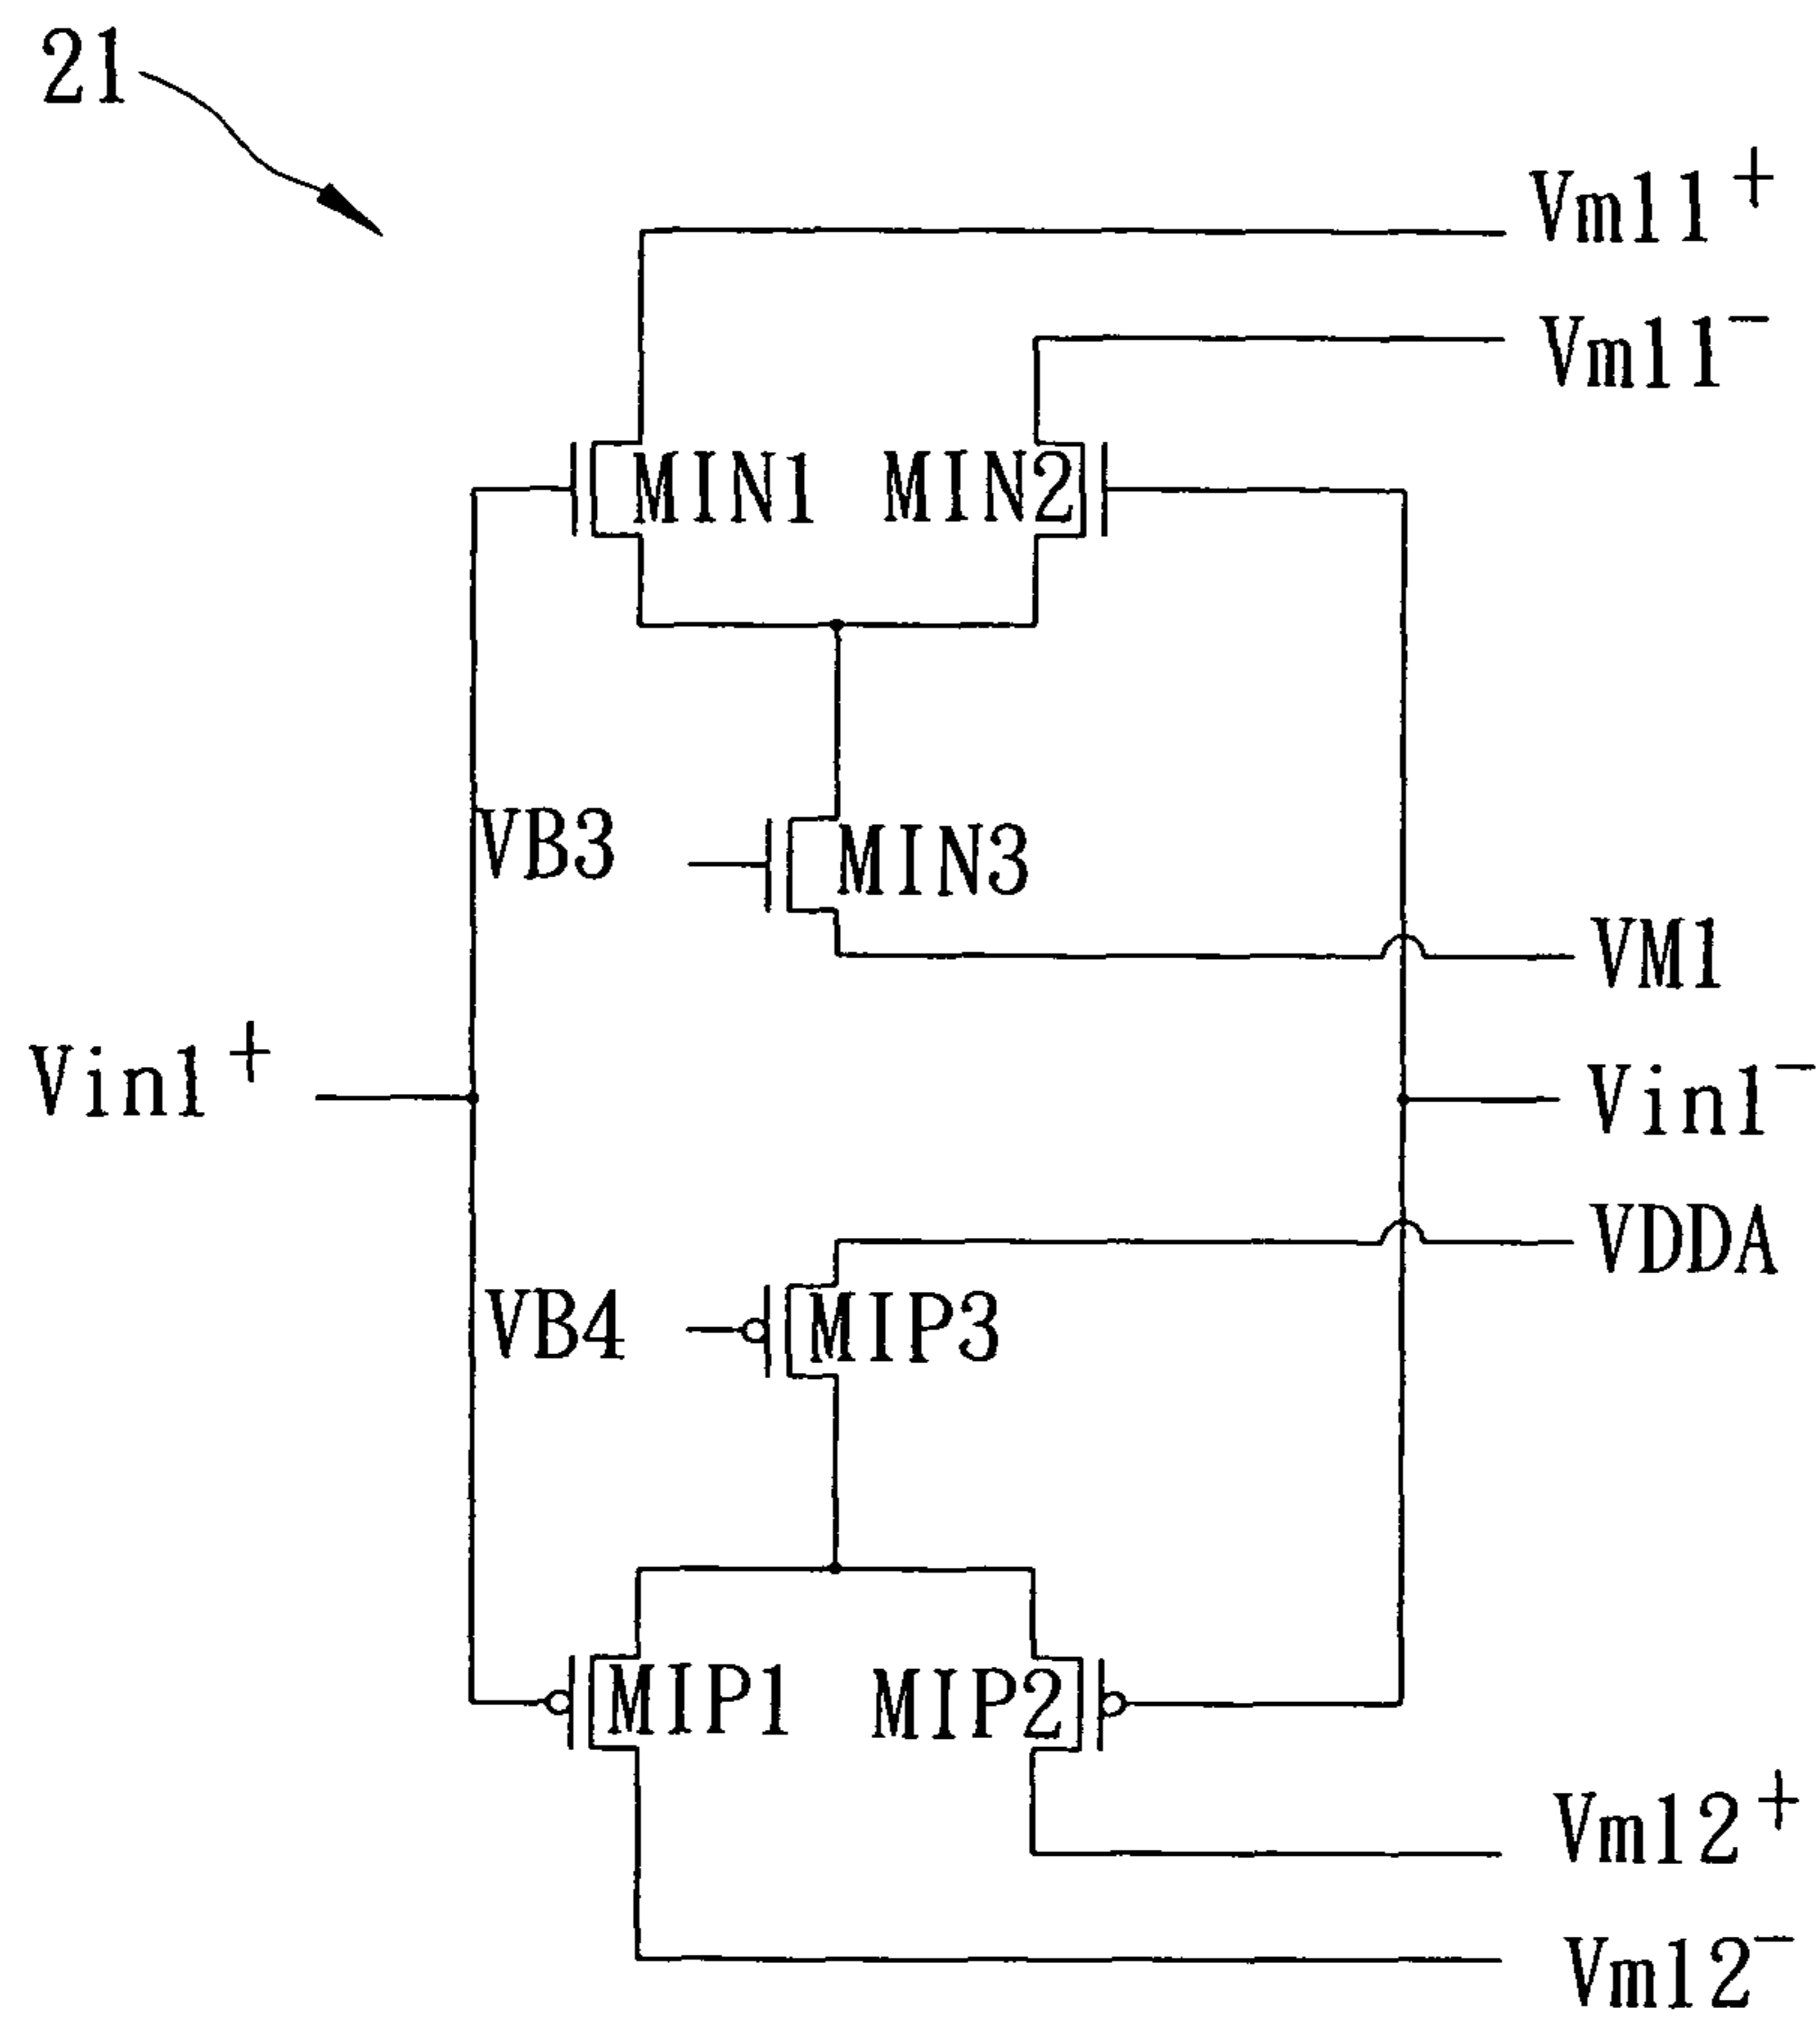 21
Vm11+
Vm11-
MIN1 MIN2
VB3 MIN3
VM1
Vin1+ Vin1-
VDDA
VB4 MIP3
MIP1 MIP2
Vm12+
Vm12-